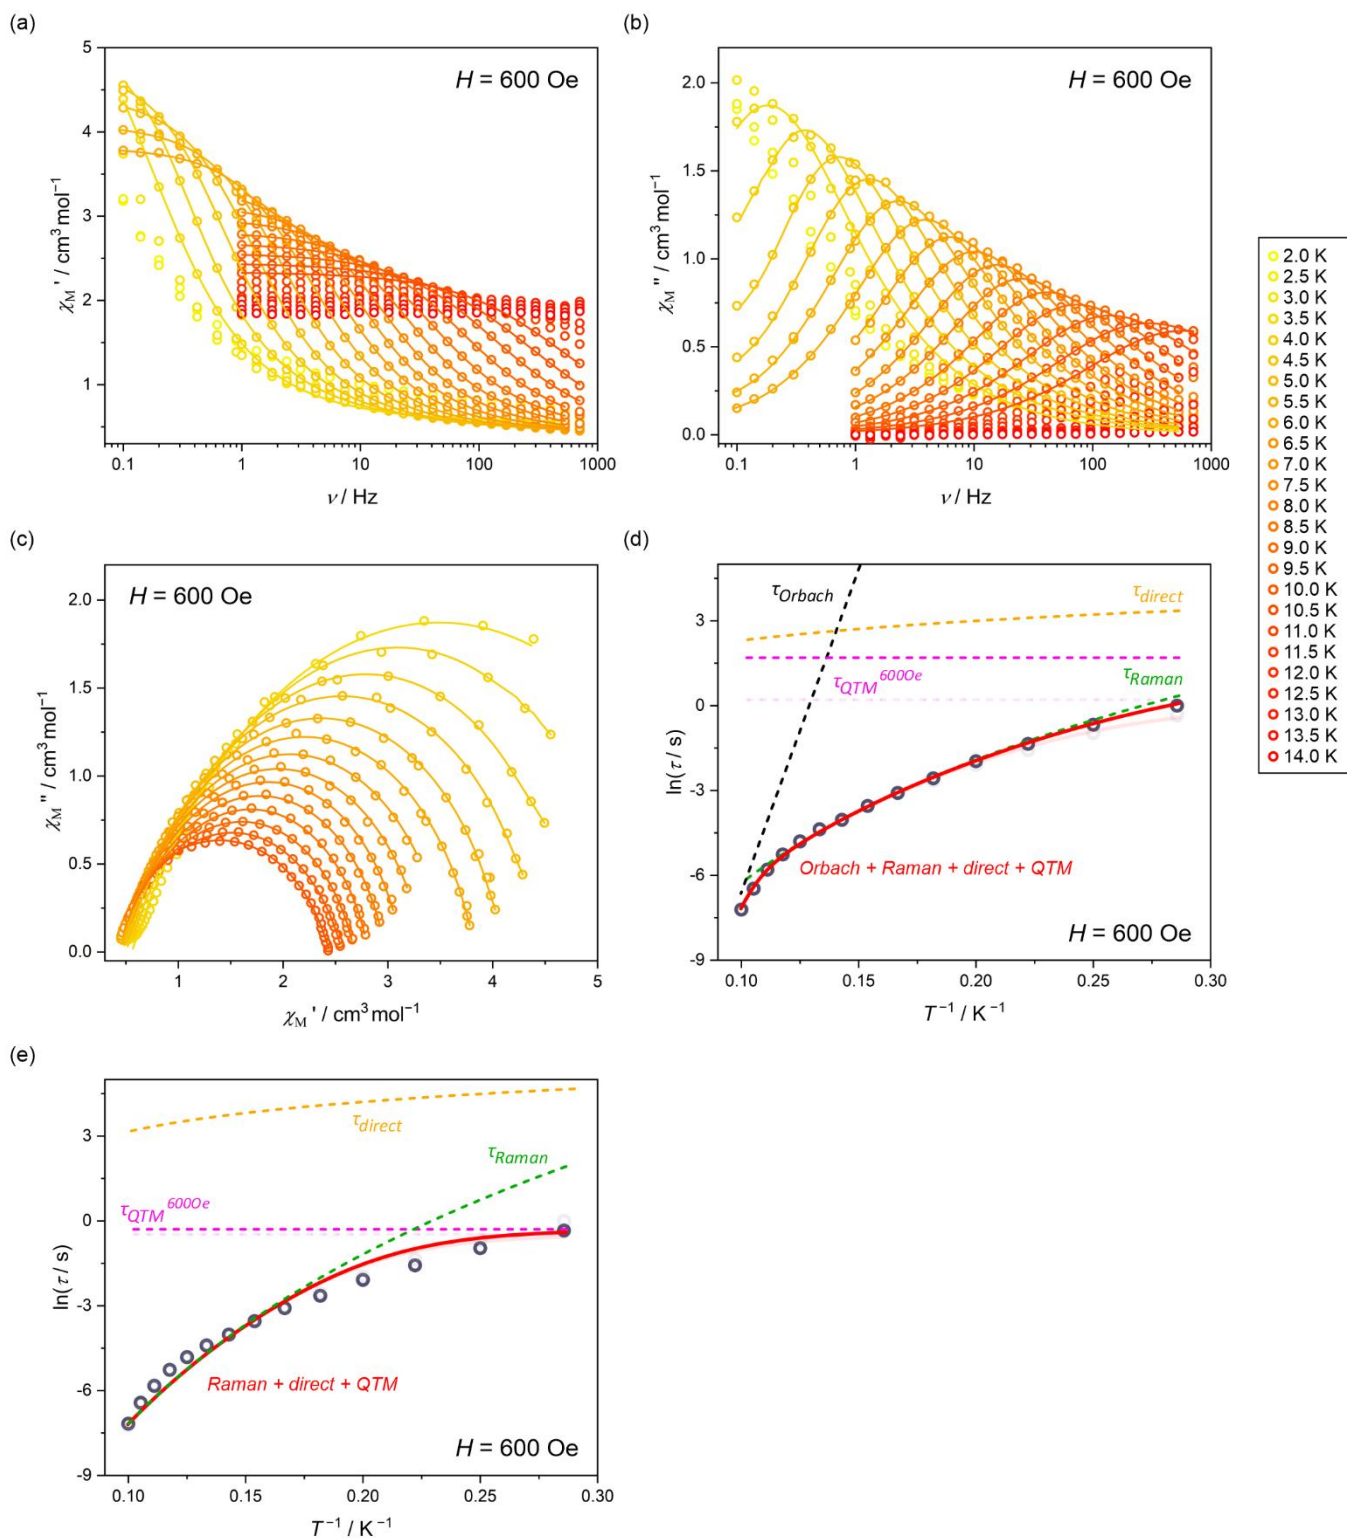 (a)
H = 600 Oe
χM' / cm³ mol⁻¹
5
4
3
2
1
0.1 1 10 100 1000
ν / Hz
(b)
H = 600 Oe
χM'' / cm³ mol⁻¹
2.0
1.5
1.0
0.5
0.0
0.1 1 10 100 1000
ν / Hz
2.0 K
2.5 K
3.0 K
3.5 K
4.0 K
4.5 K
5.0 K
5.5 K
6.0 K
6.5 K
7.0 K
7.5 K
8.0 K
8.5 K
9.0 K
9.5 K
10.0 K
10.5 K
11.0 K
11.5 K
12.0 K
12.5 K
13.0 K
13.5 K
14.0 K
(c)
H = 600 Oe
χM'' / cm³ mol⁻¹
2.0
1.5
1.0
0.5
0.0
1 2 3 4 5
χM' / cm³ mol⁻¹
(d)
τOrbach
τdirect
τQTM^600Oe
τRaman
Orbach + Raman + direct + QTM
H = 600 Oe
ln(τ / s)
3
0
-3
-6
-9
0.10 0.15 0.20 0.25 0.30
T⁻¹ / K⁻¹
(e)
τdirect
τRaman
τQTM^600Oe
Raman + direct + QTM
H = 600 Oe
ln(τ / s)
3
0
-3
-6
-9
0.10 0.15 0.20 0.25 0.30
T⁻¹ / K⁻¹